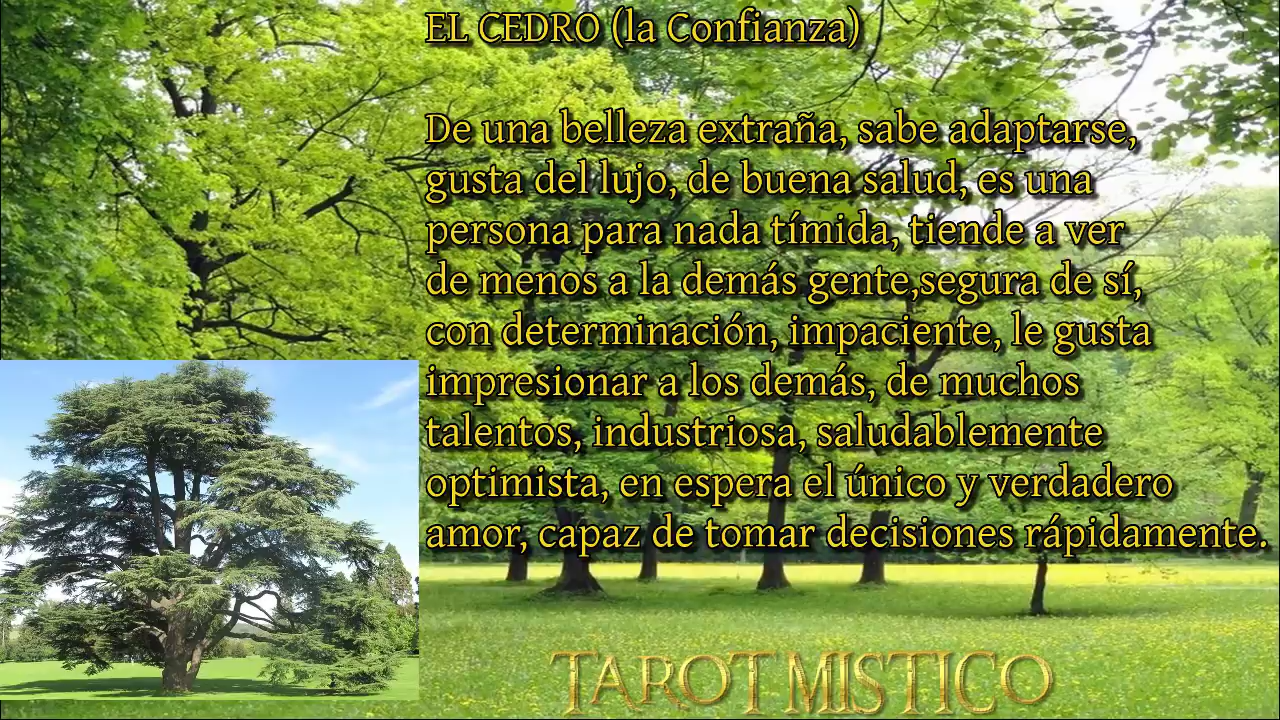 EL CEDRO (la Confianza)
De una belleza extraña, sabe adaptarse,
gusta del lujo, de buena salud, es una
persona para nada tímida, tiende a ver
de menos a la demás gente,segura de sí,
con determinación, impaciente, le gusta
impresionar a los demás, de muchos
talentos, industriosa, saludablemente
optimista, en espera el único y verdadero
amor, capaz de tomar decisiones rápidamente.
TAROT MISTICO